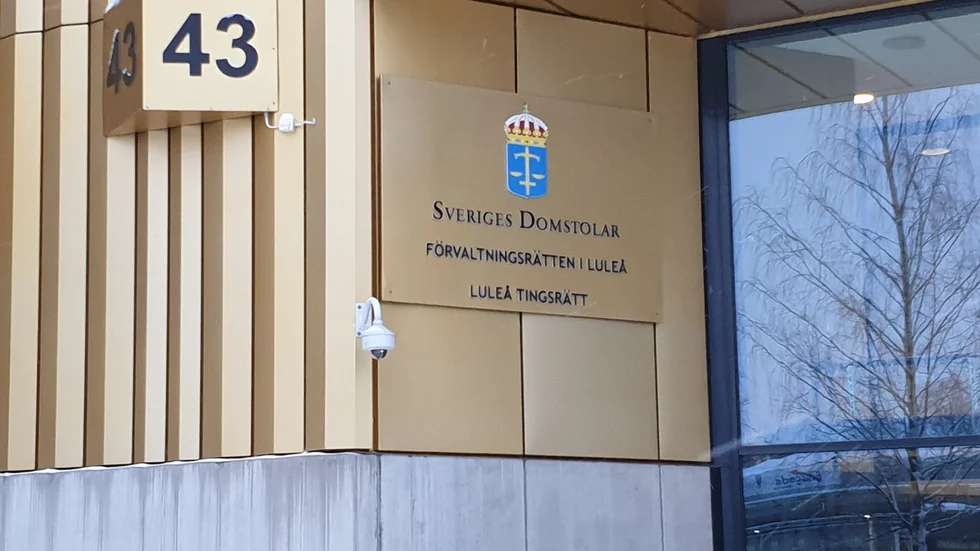 43
43
SVERIGES DOMSTOLAR
FÖRVALTNINGSRÄTTEN I LULEÅ
LULEÅ TINGSRÄTT